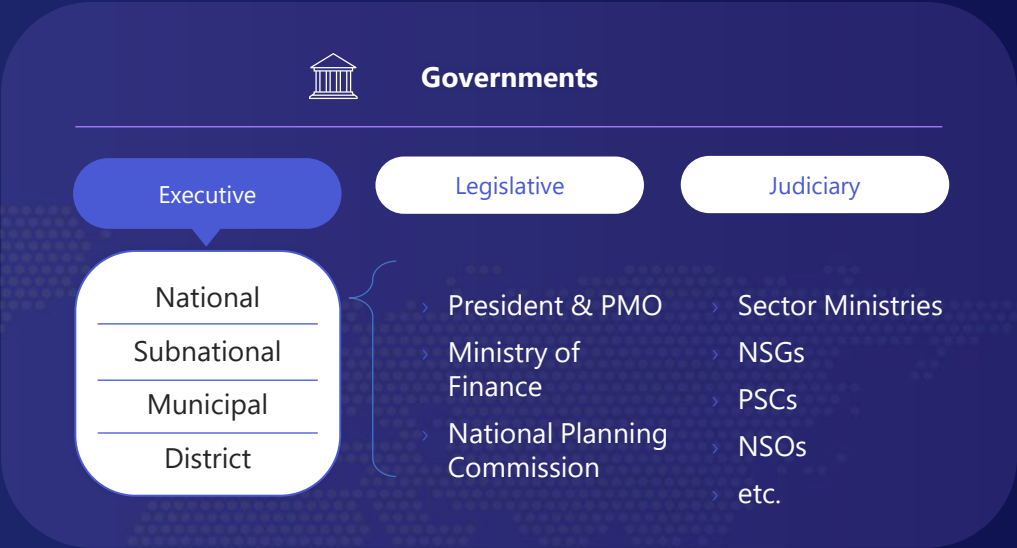 Governments
Executive
Legislative
Judiciary
National
Subnational
Municipal
District
President & PMO
Ministry of
Finance
National Planning
Commission
Sector Ministries
NSGs
PSCs
NSOs
etc.